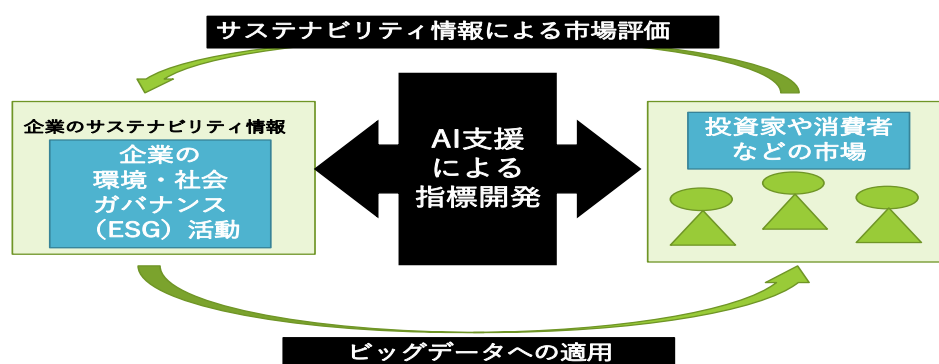 サステナビリティ情報による市場評価
企業のサステナビリティ情報
企業の
環境・社会
ガバナンス
（ESG）活動
AI支援
による
指標開発
投資家や消費者
などの市場
ビッグデータへの適用